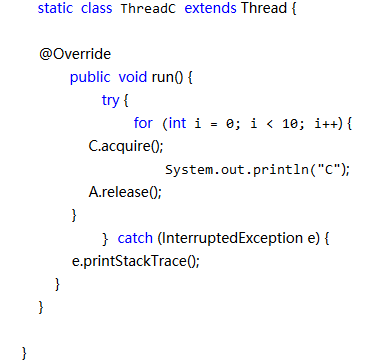 static class ThreadC extends Thread {
@Override
public void run() {
try {
for (int i = 0; i < 10; i++) {
C.acquire();
System.out.println("C");
A.release();
}
} catch (InterruptedException e) {
e.printStackTrace();
}
}
}